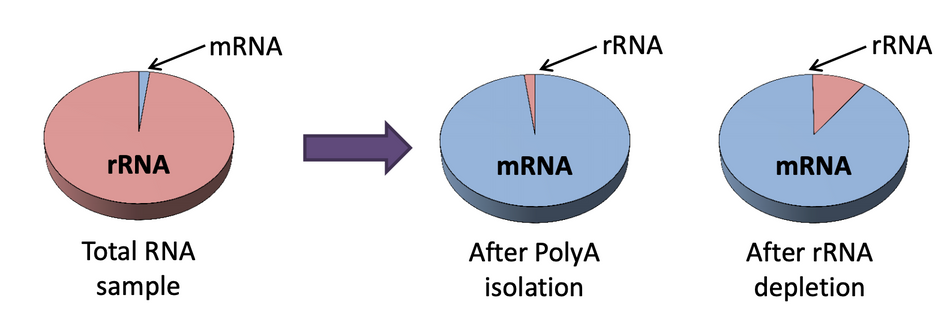 mRNA
rRNA
Total RNA
sample
rRNA
mRNA
After PolyA
isolation
rRNA
mRNA
After rRNA
depletion